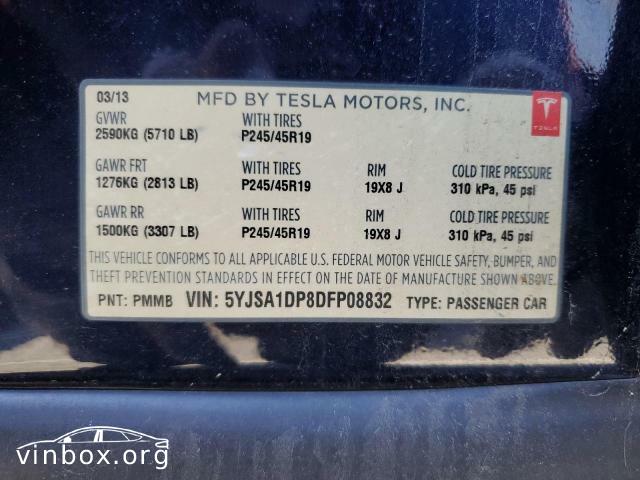 03/13 MFD BY TESLA MOTORS, INC.
TESLA
GVWR WITH TIRES
2590KG (5710 LB) P245/45R19
GAWR FRT WITH TIRES RIM COLD TIRE PRESSURE
1276KG (2813 LB) P245/45R19 19X8 J 310 kPa, 45 psi
GAWR RR WITH TIRES RIM COLD TIRE PRESSURE
1500KG (3307 LB) P245/45R19 19X8 J 310 kPa, 45 psi
THIS VEHICLE CONFORMS TO ALL APPLICABLE U.S. FEDERAL MOTOR VEHICLE SAFETY, BUMPER, AND
THEFT PREVENTION STANDARDS IN EFFECT ON THE DATE OF MANUFACTURE SHOWN ABOVE.
PNT: PMMB VIN: 5YJSA1DP8DFP08832 TYPE: PASSENGER CAR
vinbox.org